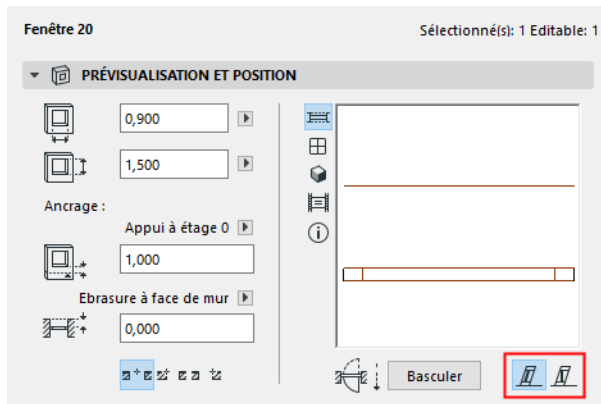 Fenêtre 20
Sélectionné(s): 1 Editable: 1
PRÉVISUALISATION ET POSITION
0,900
1,500
Ancrage :
Appui à étage 0
1,000
Ebrasure à face de mur
0,000
Basculer